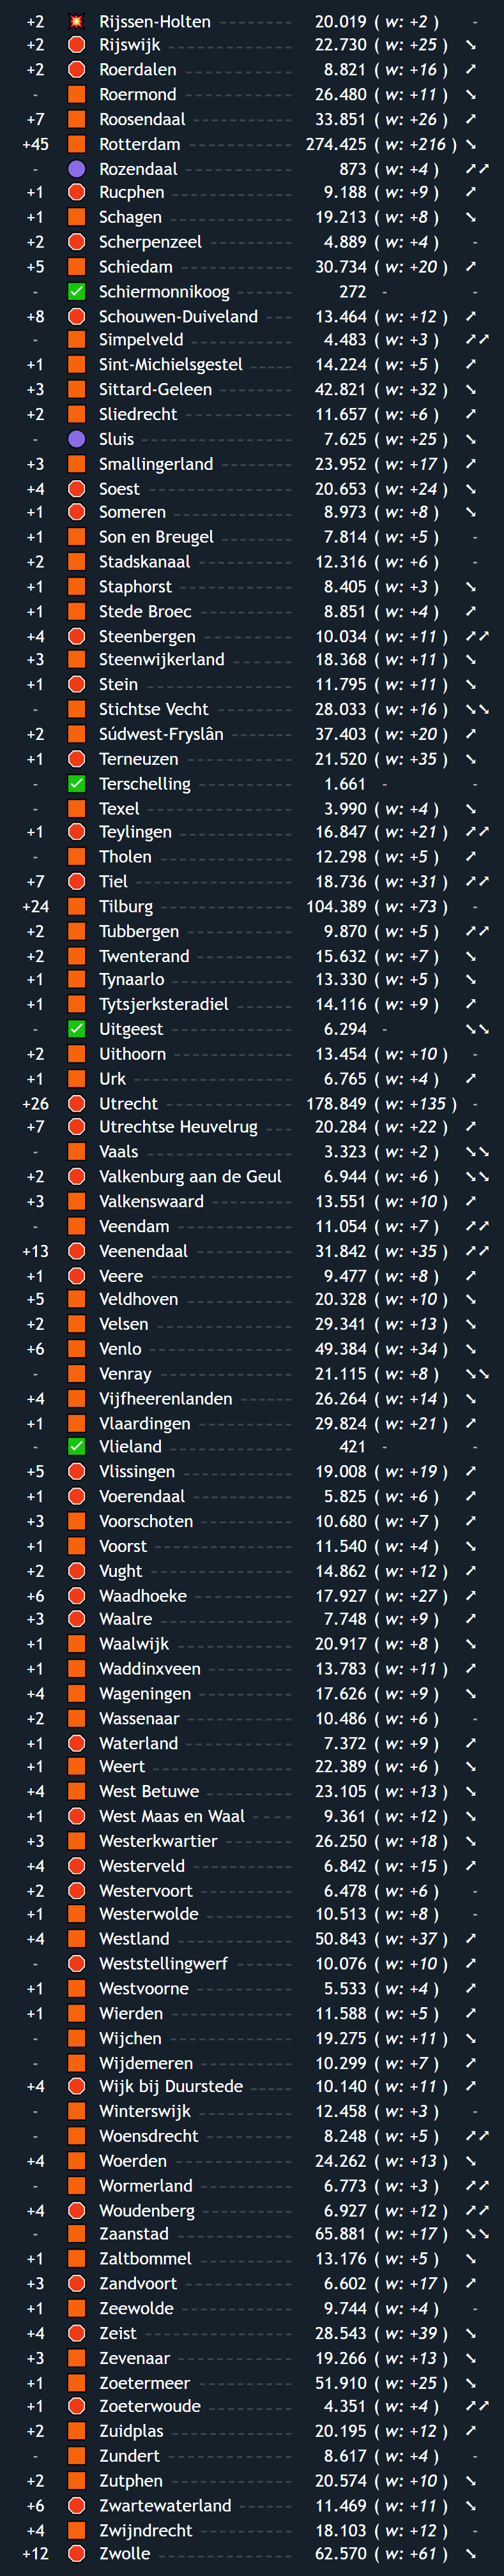 +2 💥 Rijssen-Holten ------ 20.019 ( w: +2 ) -
+2 🛑 Rijswijk ------ 22.730 ( w: +25 ) ➘
+2 🛑 Roerdalen ------ 8.821 ( w: +16 ) ➚
- 🟧 Roermond ------ 26.480 ( w: +11 ) ➘
+7 🟧 Roosendaal ------ 33.851 ( w: +26 ) ➚
+45 🟧 Rotterdam ------ 274.425 ( w: +216 ) ➘
- 🟣 Rozendaal ------ 873 ( w: +4 ) ➚➚
+1 🛑 Rucphen ------ 9.188 ( w: +9 ) ➚
+1 🟧 Schagen ------ 19.213 ( w: +8 ) ➘
+2 🛑 Scherpenzeel ------ 4.889 ( w: +4 ) -
+5 🟧 Schiedam ------ 30.734 ( w: +20 ) ➚
- ✅ Schiermonnikoog ------ 272 - -
+8 🛑 Schouwen-Duiveland ---- 13.464 ( w: +12 ) ➚
- 🟧 Simpelveld ------ 4.483 ( w: +3 ) ➚➚
+1 🟧 Sint-Michielsgestel ----- 14.224 ( w: +5 ) ➚
+3 🟧 Sittard-Geleen ------ 42.821 ( w: +32 ) ➘
+2 🟧 Sliedrecht ------ 11.657 ( w: +6 ) ➚
- 🟣 Sluis ------ 7.625 ( w: +25 ) ➘
+3 🟧 Smallingerland ------ 23.952 ( w: +17 ) ➚
+4 🛑 Soest ------ 20.653 ( w: +24 ) ➘
+1 🛑 Someren ------ 8.973 ( w: +8 ) ➘
+1 🟧 Son en Breugel ------ 7.814 ( w: +5 ) -
+2 🟧 Stadskanaal ------ 12.316 ( w: +6 ) -
+1 🟧 Staphorst ------ 8.405 ( w: +3 ) ➘
+1 🟧 Stede Broec ------ 8.851 ( w: +4 ) ➚
+4 🛑 Steenbergen ------ 10.034 ( w: +11 ) ➚➚
+3 🟧 Steenwijkerland ------ 18.368 ( w: +11 ) ➘
+1 🛑 Stein ------ 11.795 ( w: +11 ) ➘
- 🟧 Stichtse Vecht ------ 28.033 ( w: +16 ) ➘➘
+2 🟧 Súdwest-Fryslân ------ 37.403 ( w: +20 ) ➚
+1 🛑 Terneuzen ------ 21.520 ( w: +35 ) ➘
- ✅ Terschelling ------ 1.661 - -
- 🟧 Texel ------ 3.990 ( w: +4 ) ➘
+1 🛑 Teylingen ------ 16.847 ( w: +21 ) ➚➚
- 🟧 Tholen ------ 12.298 ( w: +5 ) ➚
+7 🛑 Tiel ------ 18.736 ( w: +31 ) ➚➚
+24 🟧 Tilburg ------ 104.389 ( w: +73 ) -
+2 🟧 Tubbergen ------ 9.870 ( w: +5 ) ➚➚
+2 🟧 Twenterand ------ 15.632 ( w: +7 ) ➘
+1 🟧 Tynaarlo ------ 13.330 ( w: +5 ) ➘
+1 🟧 Tytsjerksteradiel ------ 14.116 ( w: +9 ) ➚
- ✅ Uitgeest ------ 6.294 - ➘➘
+2 🟧 Uithoorn ------ 13.454 ( w: +10 ) -
+1 🟧 Urk ------ 6.765 ( w: +4 ) ➚
+26 🛑 Utrecht ------ 178.849 ( w: +135 ) -
+7 🛑 Utrechtse Heuvelrug ---- 20.284 ( w: +22 ) ➚
- 🟧 Vaals ------ 3.323 ( w: +2 ) ➘➘
+2 🛑 Valkenburg aan de Geul 6.944 ( w: +6 ) ➘➘
+3 🟧 Valkenswaard ------ 13.551 ( w: +10 ) ➚
- 🟧 Veendam ------ 11.054 ( w: +7 ) ➚➚
+13 🛑 Veenendaal ------ 31.842 ( w: +35 ) ➚➚
+1 🛑 Veere ------ 9.477 ( w: +8 ) ➚
+5 🟧 Veldhoven ------ 20.328 ( w: +10 ) ➘
+2 🟧 Velsen ------ 29.341 ( w: +13 ) ➘
+6 🟧 Venlo ------ 49.384 ( w: +34 ) ➘
- 🟧 Venray ------ 21.115 ( w: +8 ) ➘➘
+4 🟧 Vijfheerenlanden ------ 26.264 ( w: +14 ) ➘
+1 🟧 Vlaardingen ------ 29.824 ( w: +21 ) ➚
- ✅ Vlieland ------ 421 - -
+5 🛑 Vlissingen ------ 19.008 ( w: +19 ) ➚
+1 🛑 Voerendaal ------ 5.825 ( w: +6 ) ➚
+3 🟧 Voorschoten ------ 10.680 ( w: +7 ) ➚
+1 🟧 Voorst ------ 11.540 ( w: +4 ) ➘
+2 🛑 Vught ------ 14.862 ( w: +12 ) ➚
+6 🛑 Waadhoeke ------ 17.927 ( w: +27 ) ➚
+3 🛑 Waalre ------ 7.748 ( w: +9 ) ➚
+1 🟧 Waalwijk ------ 20.917 ( w: +8 ) ➘
+1 🟧 Waddinxveen ------ 13.783 ( w: +11 ) ➚
+4 🟧 Wageningen ------ 17.626 ( w: +9 ) ➘
+2 🟧 Wassenaar ------ 10.486 ( w: +6 ) -
+1 🛑 Waterland ------ 7.372 ( w: +9 ) ➚
+1 🟧 Weert ------ 22.389 ( w: +6 ) ➘
+4 🟧 West Betuwe ------ 23.105 ( w: +13 ) ➘
+1 🛑 West Maas en Waal ---- 9.361 ( w: +12 ) ➘
+3 🟧 Westerkwartier ------ 26.250 ( w: +18 ) ➘
+4 🛑 Westerveld ------ 6.842 ( w: +15 ) ➚
+2 🛑 Westervoort ------ 6.478 ( w: +6 ) -
+1 🟧 Westerwolde ------ 10.513 ( w: +8 ) -
+4 🟧 Westland ------ 50.843 ( w: +37 ) ➚
- 🛑 Weststellingwerf ------ 10.076 ( w: +10 ) ➚
+1 🟧 Westvoorne ------ 5.533 ( w: +4 ) ➚
+1 🟧 Wierden ------ 11.588 ( w: +5 ) ➚
- 🟧 Wijchen ------ 19.275 ( w: +11 ) ➘
- 🟧 Wijdemeren ------ 10.299 ( w: +7 ) ➚
+4 🛑 Wijk bij Duurstede ----- 10.140 ( w: +11 ) ➚
- 🟧 Winterswijk ------ 12.458 ( w: +3 ) -
- 🟧 Woensdrecht ------ 8.248 ( w: +5 ) ➚➚
+4 🟧 Woerden ------ 24.262 ( w: +13 ) ➘
- 🟧 Wormerland ------ 6.773 ( w: +3 ) ➚➚
+4 🛑 Woudenberg ------ 6.927 ( w: +12 ) ➚➚
- 🟧 Zaanstad ------ 65.881 ( w: +17 ) ➘➘
+1 🟧 Zaltbommel ------ 13.176 ( w: +5 ) ➘
+3 🛑 Zandvoort ------ 6.602 ( w: +17 ) ➚
+1 🟧 Zeewolde ------ 9.744 ( w: +4 ) -
+4 🛑 Zeist ------ 28.543 ( w: +39 ) ➘
+3 🟧 Zevenaar ------ 19.266 ( w: +13 ) ➘
+1 🟧 Zoetermeer ------ 51.910 ( w: +25 ) ➘
+1 🛑 Zoeterwoude ------ 4.351 ( w: +4 ) ➚➚
+2 🟧 Zuidplas ------ 20.195 ( w: +12 ) ➚
- 🟧 Zundert ------ 8.617 ( w: +4 ) -
+2 🟧 Zutphen ------ 20.574 ( w: +10 ) ➘
+6 🛑 Zwartewaterland ------ 11.469 ( w: +11 ) ➘
+4 🟧 Zwijndrecht ------ 18.103 ( w: +12 ) -
+12 🛑 Zwolle ------ 62.570 ( w: +61 ) ➘